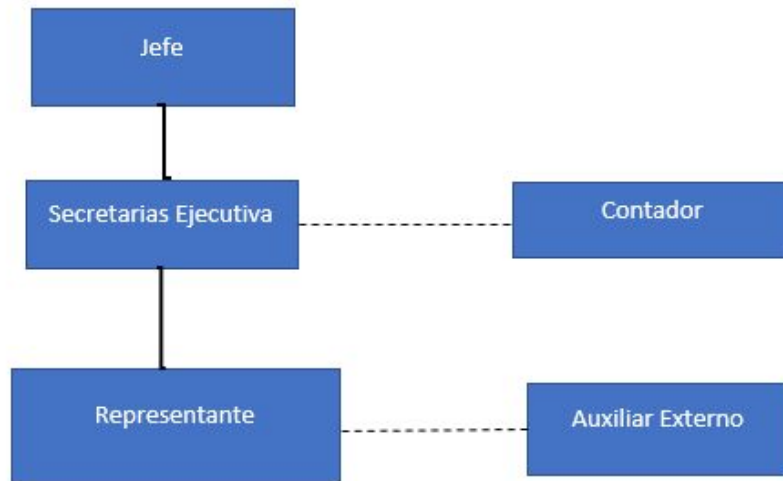 Jefe
Secretarias Ejecutiva
Contador
Representante
Auxiliar Externo